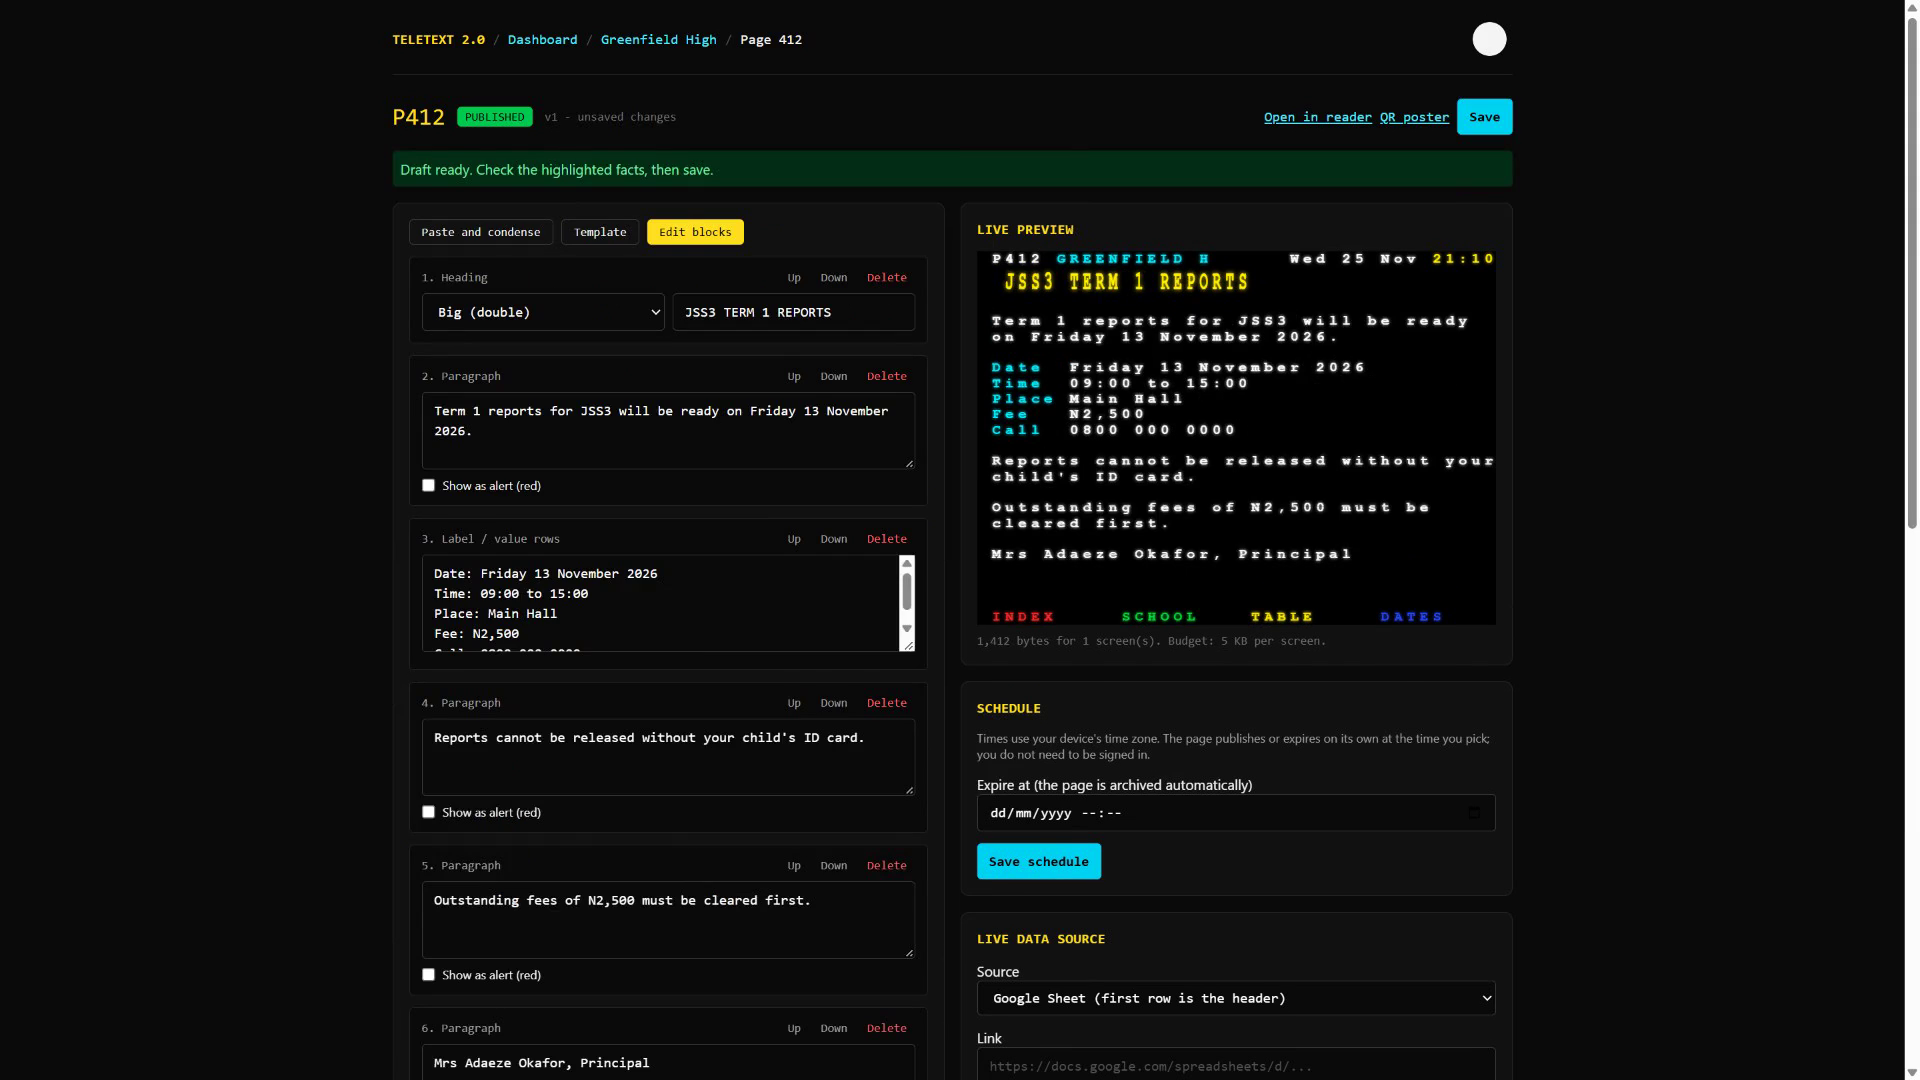 TELETEXT 2.0 / Dashboard / Greenfield High / Page 412
P412 PUBLISHED v1 - unsaved changes
Open in reader QR poster Save
Draft ready. Check the highlighted facts, then save.
Paste and condense Template Edit blocks
1. Heading Up Down Delete
Big (double) JSS3 TERM 1 REPORTS
2. Paragraph Up Down Delete
Term 1 reports for JSS3 will be ready on Friday 13 November
2026.
Show as alert (red)
3. Label / value rows Up Down Delete
Date: Friday 13 November 2026
Time: 09:00 to 15:00
Place: Main Hall
Fee: N2,500
4. Paragraph Up Down Delete
Reports cannot be released without your child's ID card.
Show as alert (red)
5. Paragraph Up Down Delete
Outstanding fees of N2,500 must be cleared first.
Show as alert (red)
6. Paragraph Up Down Delete
Mrs Adaeze Okafor, Principal
LIVE PREVIEW
P412 GREENFIELD H Wed 25 Nov 21:10
JSS3 TERM 1 REPORTS
Term 1 reports for JSS3 will be ready
on Friday 13 November 2026.
Date Friday 13 November 2026
Time 09:00 to 15:00
Place Main Hall
Fee N2,500
Call 0800 000 0000
Reports cannot be released without your
child's ID card.
Outstanding fees of N2,500 must be
cleared first.
Mrs Adaeze Okafor, Principal
INDEX SCHOOL TABLE DATES
1,412 bytes for 1 screen(s). Budget: 5 KB per screen.
SCHEDULE
Times use your device's time zone. The page publishes or expires on its own at the time you pick;
you do not need to be signed in.
Expire at (the page is archived automatically)
dd/mm/yyyy --:--
Save schedule
LIVE DATA SOURCE
Source
Google Sheet (first row is the header)
Link
https://docs.google.com/spreadsheets/d/...